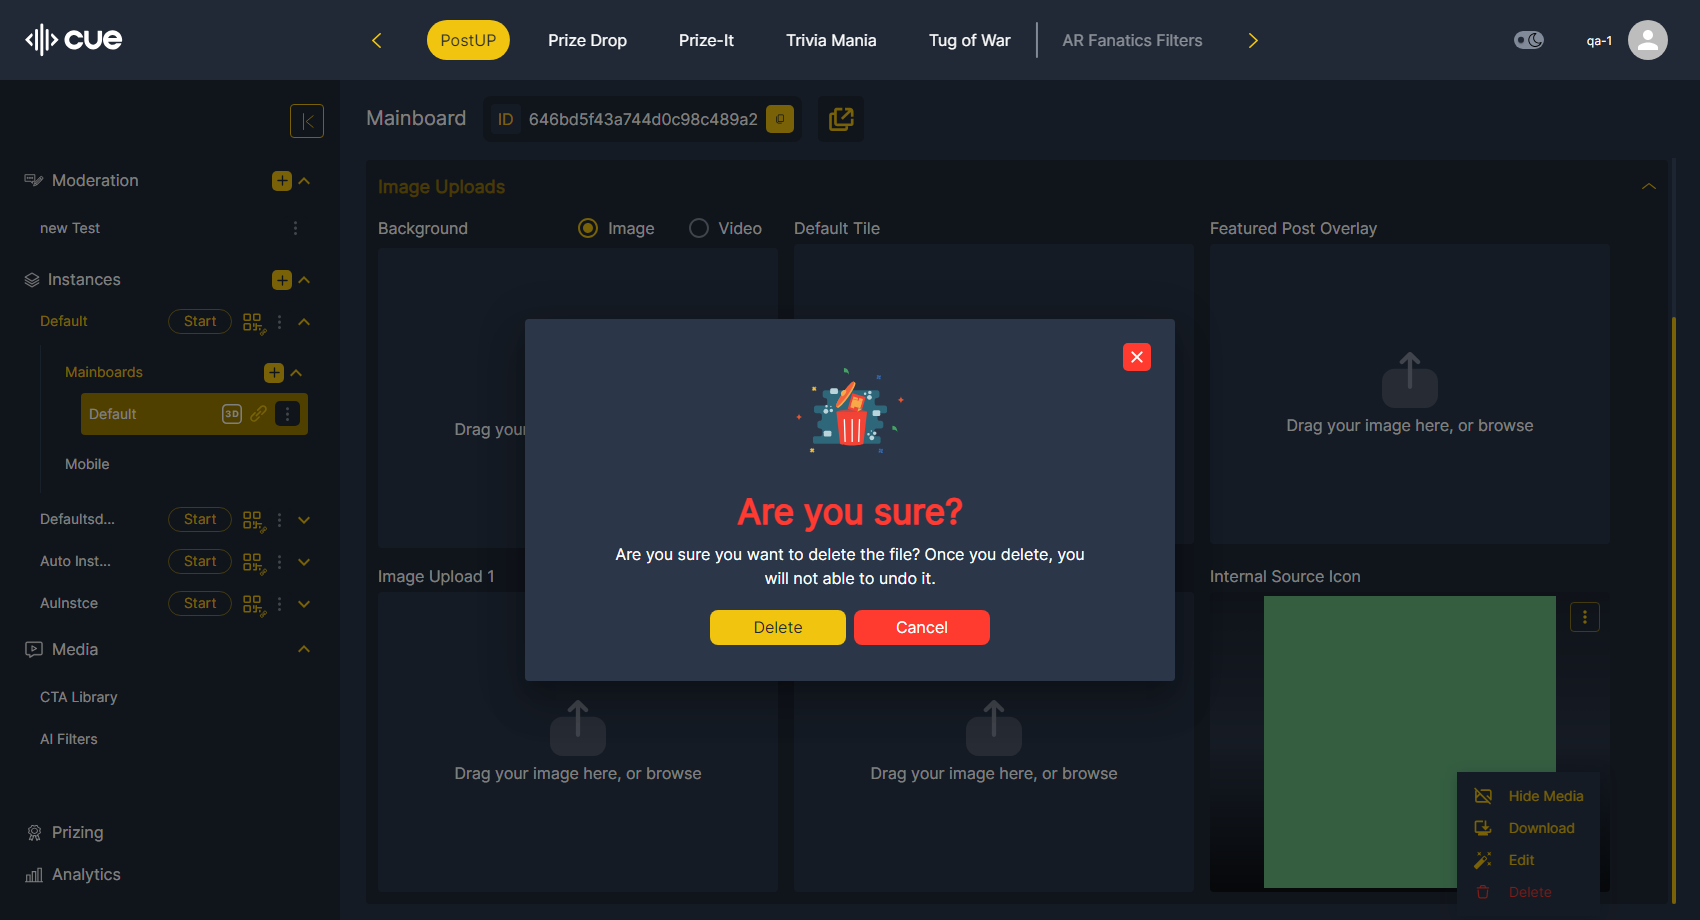 cue
PostUP
Prize Drop
Prize-It
Trivia Mania
Tug of War
AR Fanatics Filters
qa-1
Moderation
new Test
Instances
Default
Start
Mainboards
Default
3D
Mobile
Defaultsd...
Start
Auto Inst...
Start
AuInstce
Start
Media
CTA Library
AI Filters
Prizing
Analytics
Mainboard
ID
646bd5f43a744d0c98c489a2
Image Uploads
Background
Image
Video
Default Tile
Featured Post Overlay
Drag your
Drag your image here, or browse
Are you sure?
Are you sure you want to delete the file? Once you delete, you
will not able to undo it.
Delete
Cancel
Image Upload 1
Internal Source Icon
Drag your image here, or browse
Drag your image here, or browse
Hide Media
Download
Edit
Delete